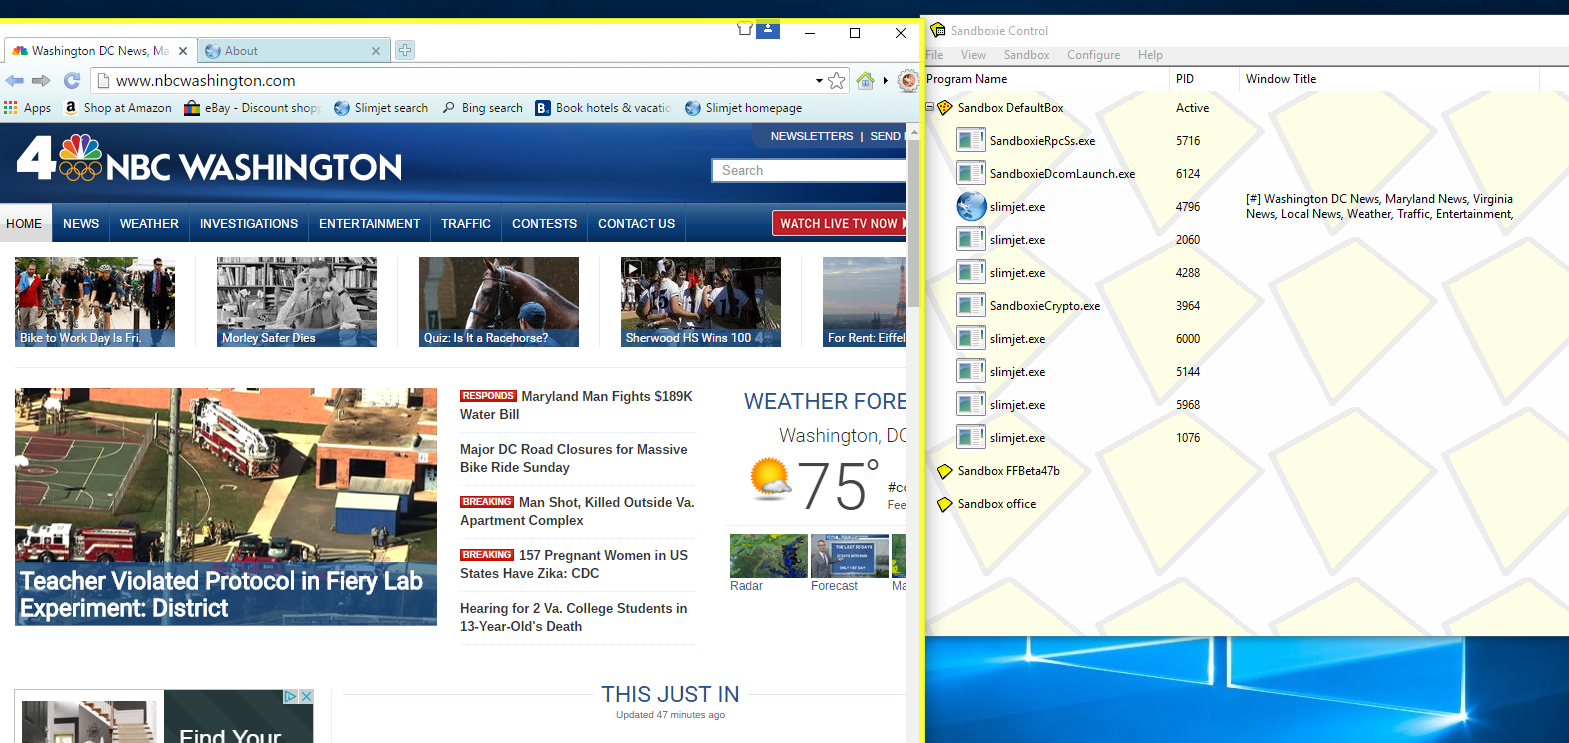 Washington DC News, Ma
About
www.nbcwashington.com
Apps
Shop at Amazon
eBay - Discount shopp
Slimjet search
Bing search
Book hotels & vacatio
Slimjet homepage
NEWSLETTERS | SEND
4 NBC WASHINGTON
Search
HOME
NEWS
WEATHER
INVESTIGATIONS
ENTERTAINMENT
TRAFFIC
CONTESTS
CONTACT US
WATCH LIVE TV NOW
Bike to Work Day Is Fri.
Morley Safer Dies
Quiz: Is It a Racehorse?
Sherwood HS Wins 100
For Rent: Eiffel
Teacher Violated Protocol in Fiery Lab
Experiment: District
RESPONDS Maryland Man Fights $189K
Water Bill
Major DC Road Closures for Massive
Bike Ride Sunday
BREAKING Man Shot, Killed Outside Va.
Apartment Complex
BREAKING 157 Pregnant Women in US
States Have Zika: CDC
Hearing for 2 Va. College Students in
13-Year-Old's Death
WEATHER FORE
Washington, DC
75°
#co
Fee
THE LAST 30 DAYS
Radar
Forecast
Ma
THIS JUST IN
Updated 47 minutes ago
Find Your
Sandboxie Control
File View Sandbox Configure Help
Program Name PID Window Title
Sandbox DefaultBox Active
SandboxieRpcSs.exe 5716
SandboxieDcomLaunch.exe 6124
slimjet.exe 4796 [#] Washington DC News, Maryland News, Virginia
News, Local News, Weather, Traffic, Entertainment,
slimjet.exe 2060
slimjet.exe 4288
SandboxieCrypto.exe 3964
slimjet.exe 6000
slimjet.exe 5144
slimjet.exe 5968
slimjet.exe 1076
Sandbox FFBeta47b
Sandbox office